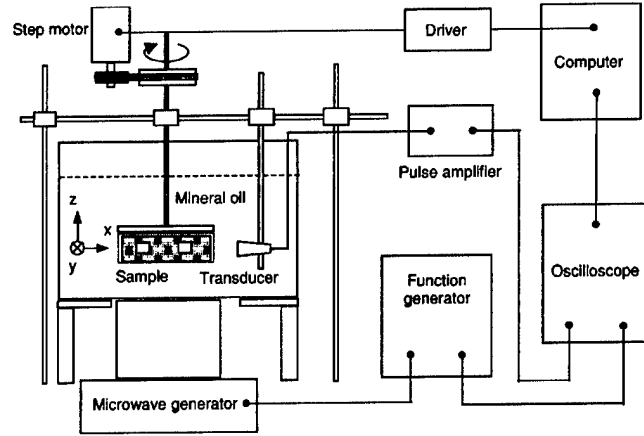 Step motor
Driver
Computer
Pulse amplifier
Mineral oil
z
x
y
Sample
Transducer
Function
generator
Oscilloscope
Microwave generator